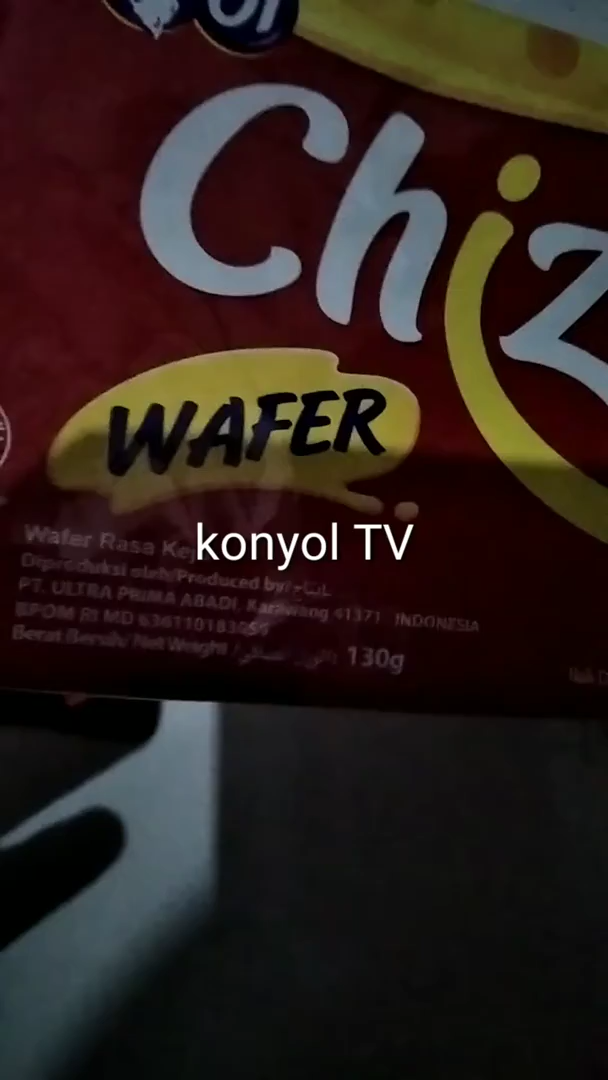 Chiz
WAFER
konyol TV
Wafer Rasa
Diproduksi oleh/Produced by/
PT. ULTRA PRIMA ABADI, Karawang 41371 INDONESIA
BPOM RI MD
Berat Bersih/ Net Weight / 130g